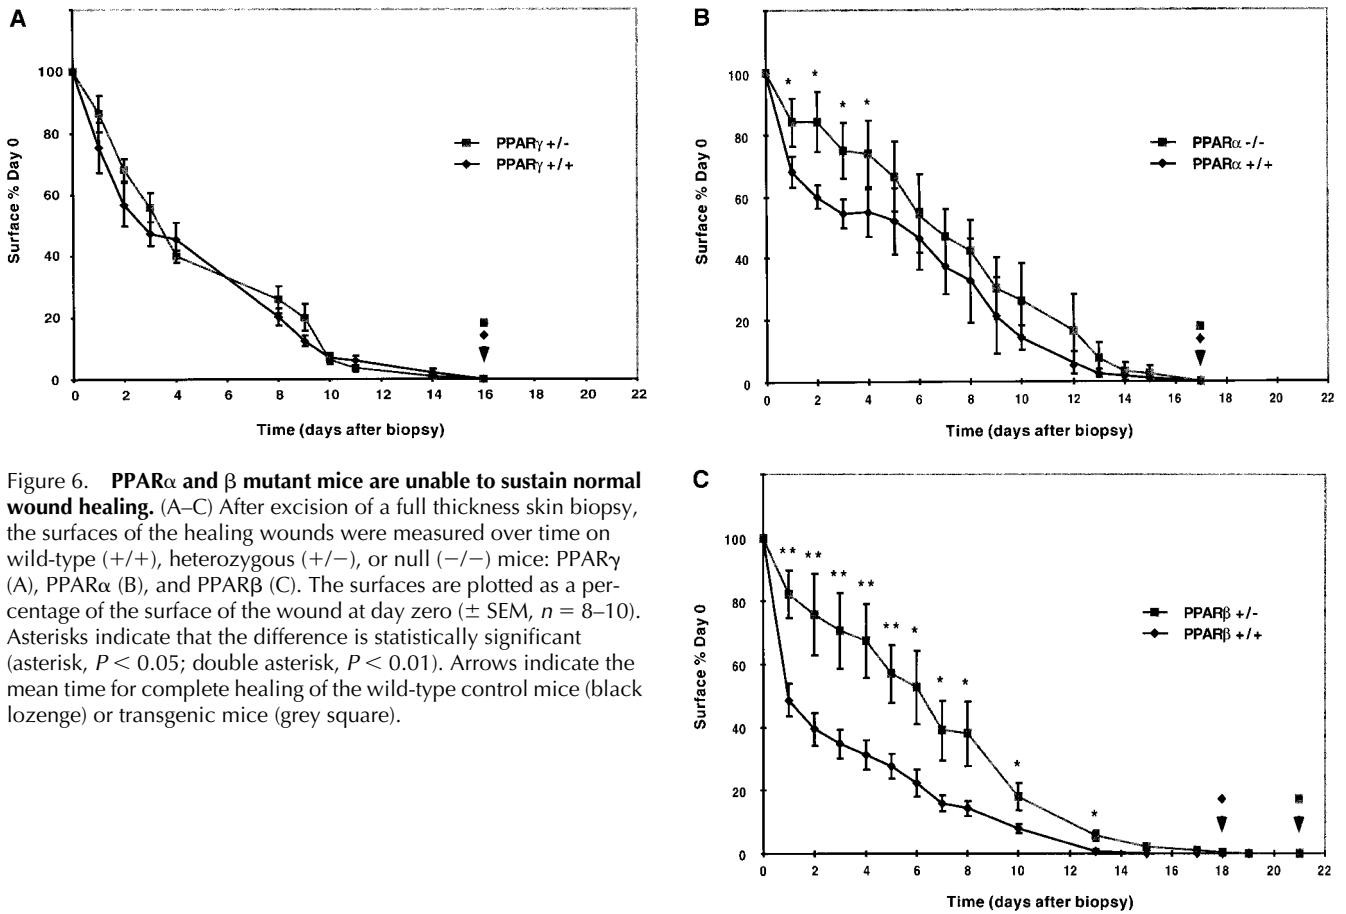 A
100
80
60
40
20
0
Surface % Day 0
PPARγ +/-
PPARγ +/+
0 2 4 6 8 10 12 14 16 18 20 22
Time (days after biopsy)
B
100
80
60
40
20
0
Surface % Day 0
* * * *
PPARα -/-
PPARα +/+
0 2 4 6 8 10 12 14 16 18 20 22
Time (days after biopsy)
Figure 6. PPARα and β mutant mice are unable to sustain normal
wound healing. (A–C) After excision of a full thickness skin biopsy,
the surfaces of the healing wounds were measured over time on
wild-type (+/+), heterozygous (+/−), or null (−/−) mice: PPARγ
(A), PPARα (B), and PPARβ (C). The surfaces are plotted as a per-
centage of the surface of the wound at day zero (± SEM, n = 8–10).
Asterisks indicate that the difference is statistically significant
(asterisk, P < 0.05; double asterisk, P < 0.01). Arrows indicate the
mean time for complete healing of the wild-type control mice (black
lozenge) or transgenic mice (grey square).
C
100
80
60
40
20
0
Surface % Day 0
** ** ** ** ** * * * * *
PPARβ +/-
PPARβ +/+
0 2 4 6 8 10 12 14 16 18 20 22
Time (days after biopsy)